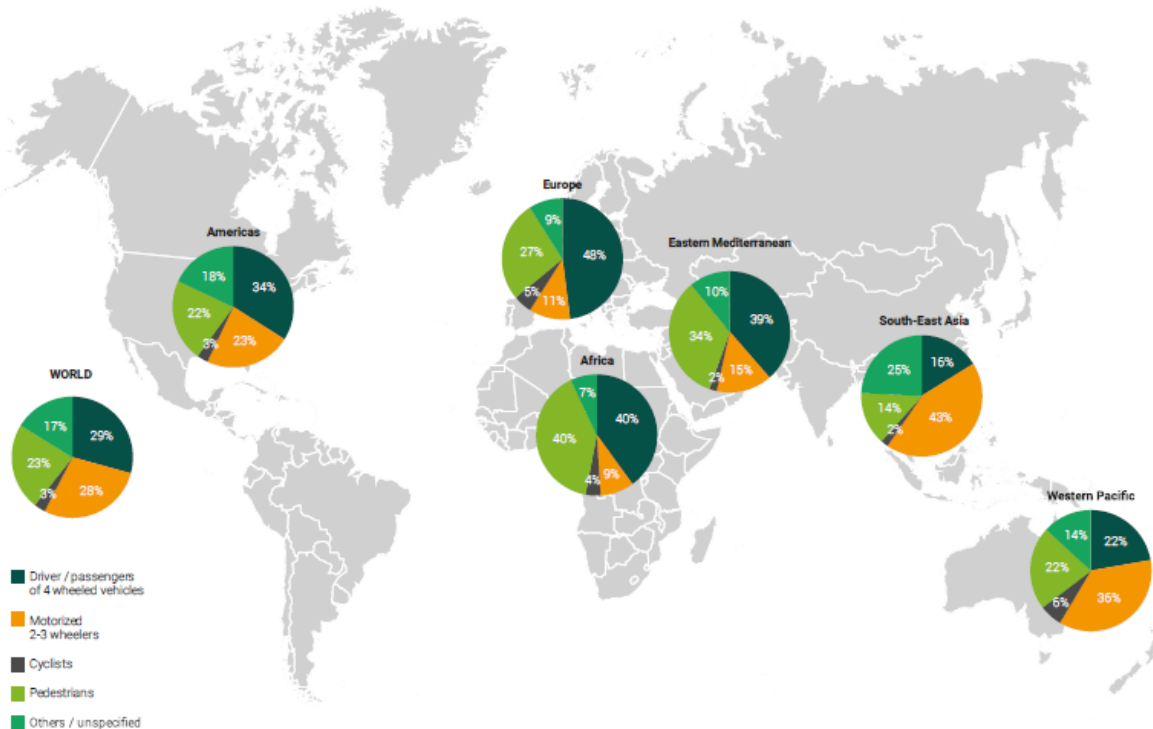 Europe
9%
48%
27%
5%
11%
Americas
18%
34%
22%
3%
23%
Eastern Mediterranean
10%
39%
34%
2%
15%
South-East Asia
25%
16%
14%
2%
43%
Africa
7%
40%
40%
4%
9%
WORLD
17%
29%
23%
3%
28%
Western Pacific
14%
22%
22%
6%
36%
Driver / passengers
of 4 wheeled vehicles
Motorized
2-3 wheelers
Cyclists
Pedestrians
Others / unspecified